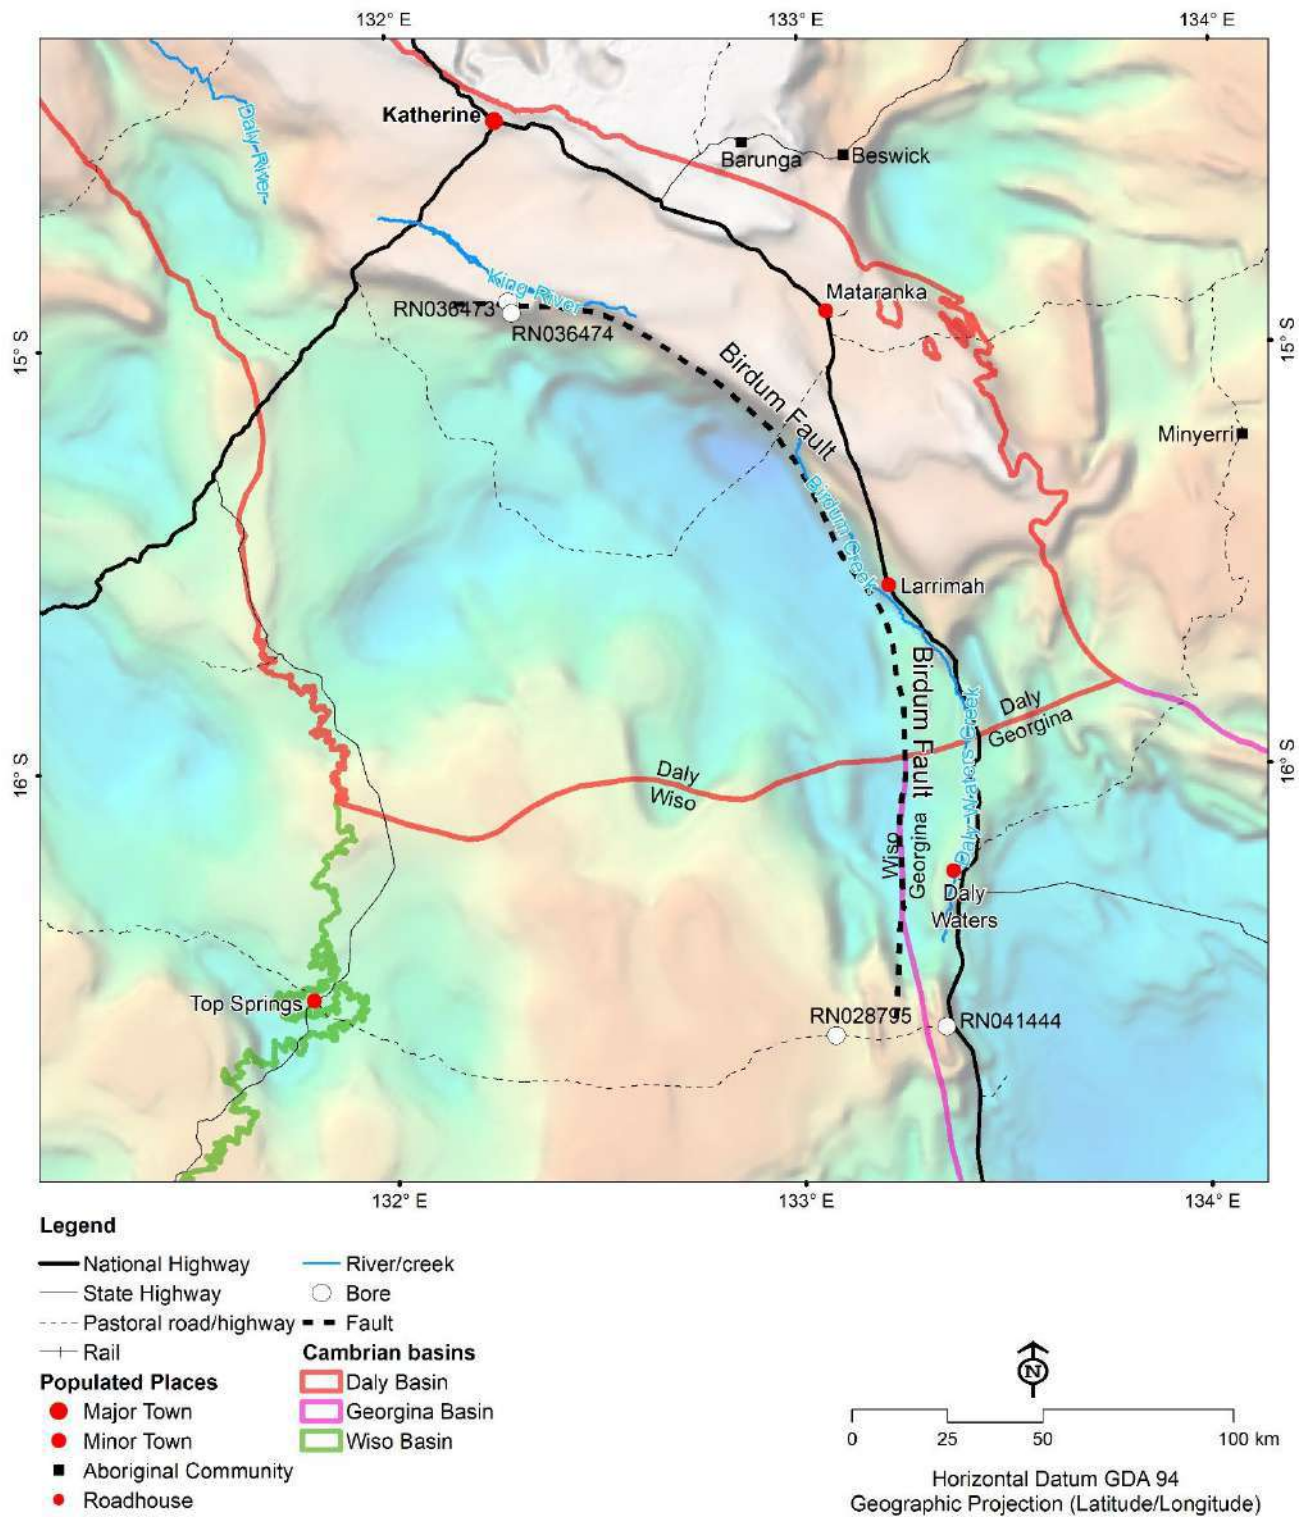 132° E
133° E
134° E
Katherine
Daly River
Barunga
Beswick
King River
RN036473
RN036474
Mataranka
15° S
15° S
Birdum Fault
Minyerri
Birdum Creek
Larrimah
Birdum Fault
Daly
Georgina
Daly
Wiso
Daly Waters Creek
16° S
16° S
Wiso
Georgina
Daly
Waters
Top Springs
RN028795
RN041444
132° E
133° E
134° E
Legend
National Highway
State Highway
Pastoral road/highway
Rail
Populated Places
Major Town
Minor Town
Aboriginal Community
Roadhouse
River/creek
Bore
Fault
Cambrian basins
Daly Basin
Georgina Basin
Wiso Basin
N
0 25 50 100 km
Horizontal Datum GDA 94
Geographic Projection (Latitude/Longitude)